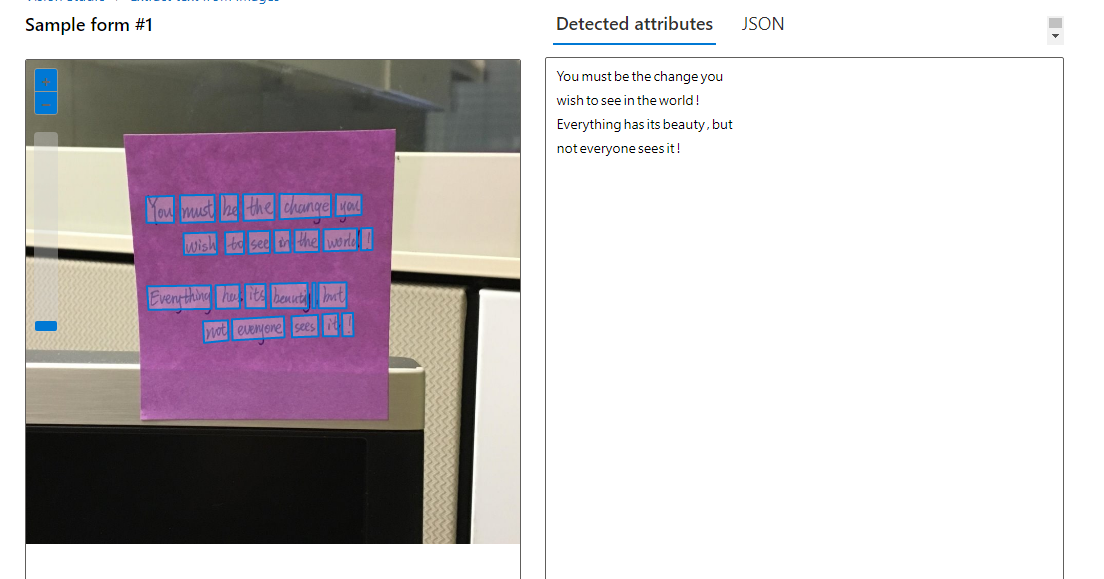 Sample form #1
Detected attributes
JSON
You must be the change you
wish to see in the world !
Everything has its beauty , but
not everyone sees it !
You must be the change you
wish to see in the world !
Everything has its beauty , but
not everyone sees it !